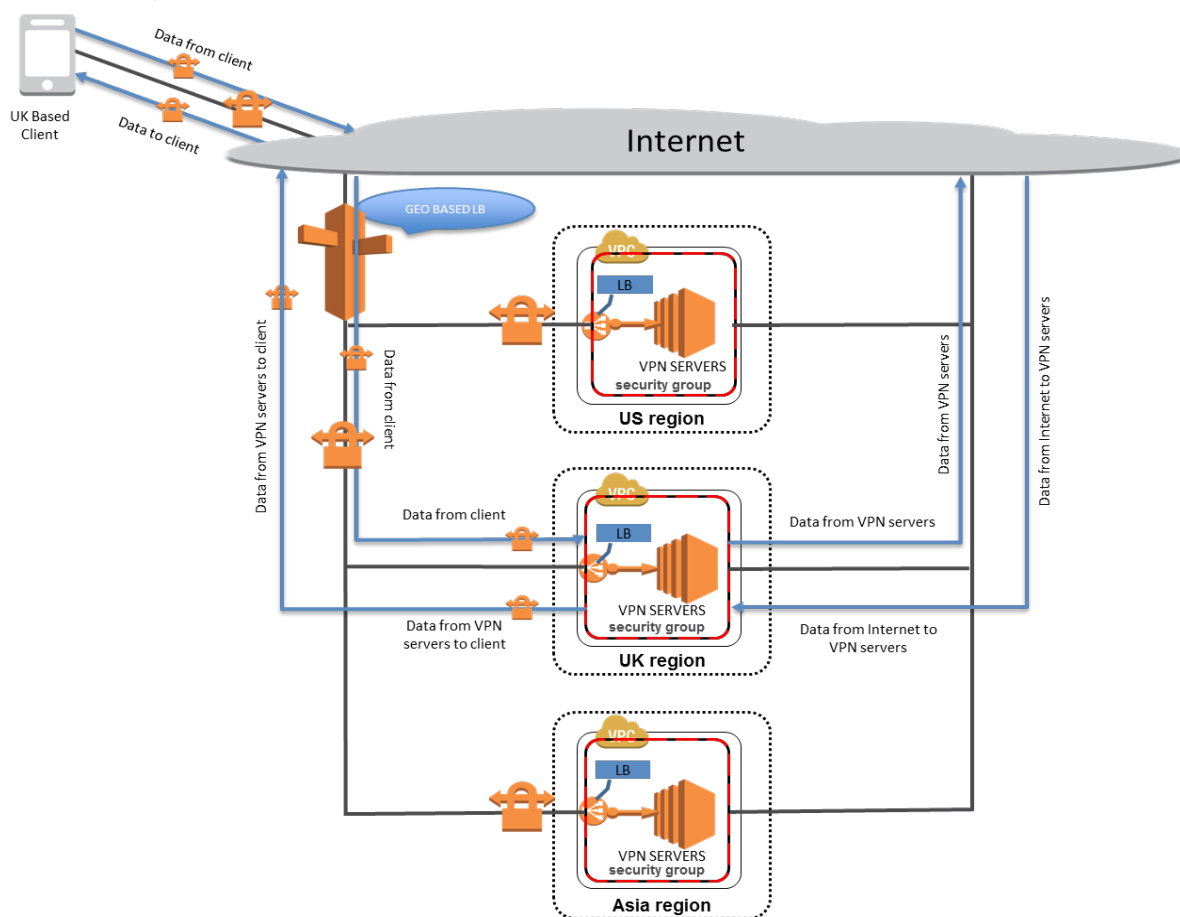 Data from client
UK Based
Client
Data to client
Internet
GEO BASED LB
VPC
LB
VPN SERVERS
security group
US region
Data from VPN servers to client
Data from client
Data from VPN servers
Data from Internet to VPN servers
VPC
Data from client
LB
Data from VPN servers
VPN SERVERS
security group
Data from VPN
servers to client
Data from Internet to
VPN servers
UK region
VPC
LB
VPN SERVERS
security group
Asia region